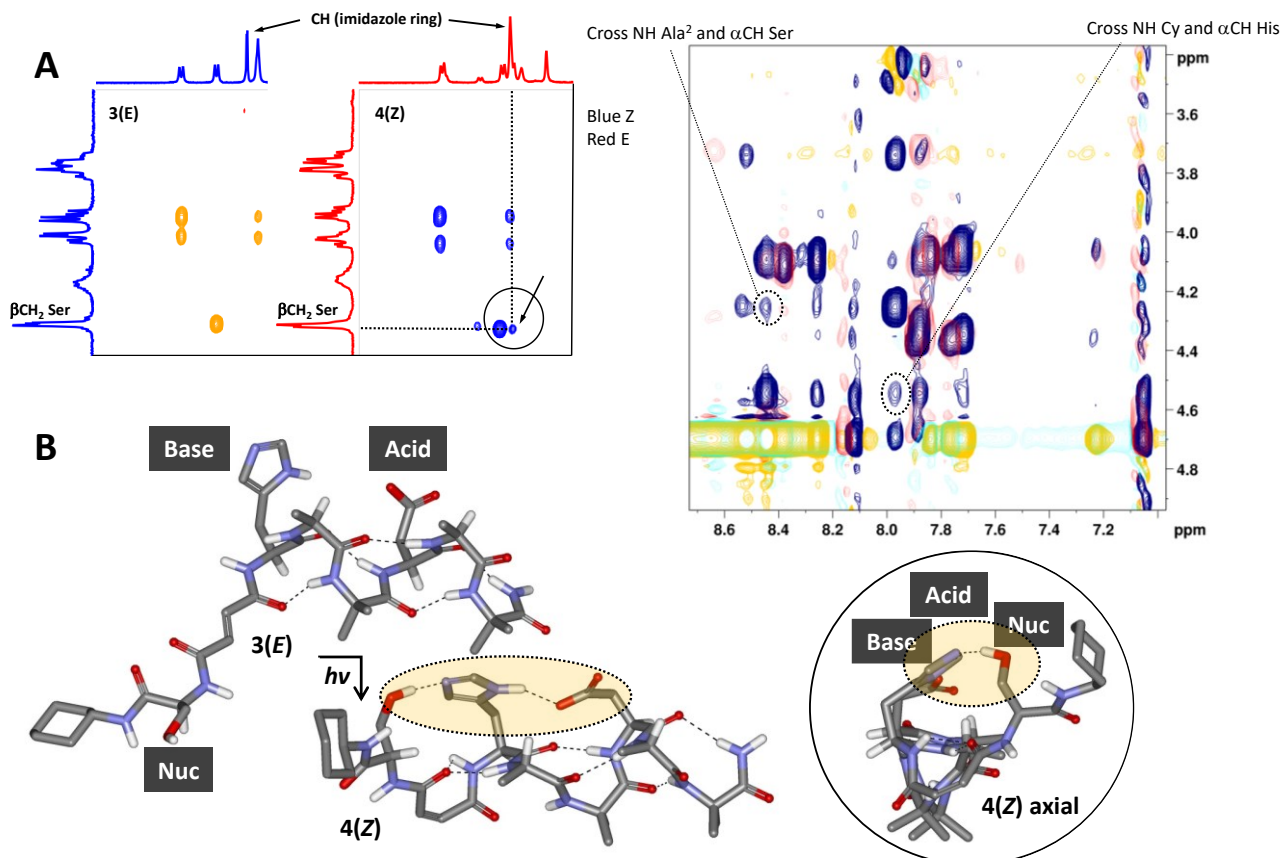 CH (imidazole ring)
A
3(E)
4(Z)
Blue Z
Red E
βCH₂ Ser
βCH₂ Ser
Cross NH Ala² and αCH Ser
Cross NH Cy and αCH His
ppm
3.6
3.8
4.0
4.2
4.4
4.6
4.8
8.6 8.4 8.2 8.0 7.8 7.6 7.4 7.2 ppm
B
Base
Acid
3(E)
Nuc
hν
4(Z)
Acid
Base
Nuc
4(Z) axial